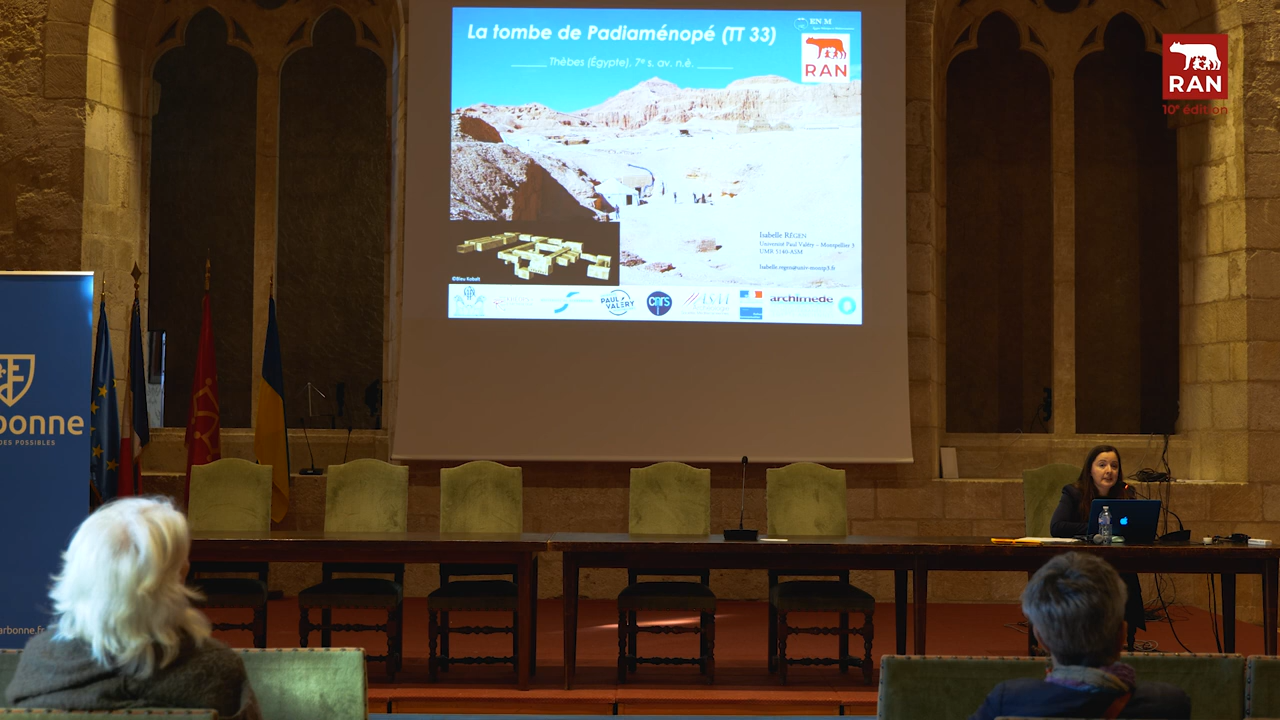 La tombe de Padiaménopé (TT 33)
Thèbes (Égypte), 7e s. av. n.è.
RAN
RAN
10e édition
Isabelle RÉGEN
Université Paul Valéry – Montpellier 3
UMR 5140-ASM
PAUL
VALÉRY
cnrs
archimede
bonne
DES POSSIBLES